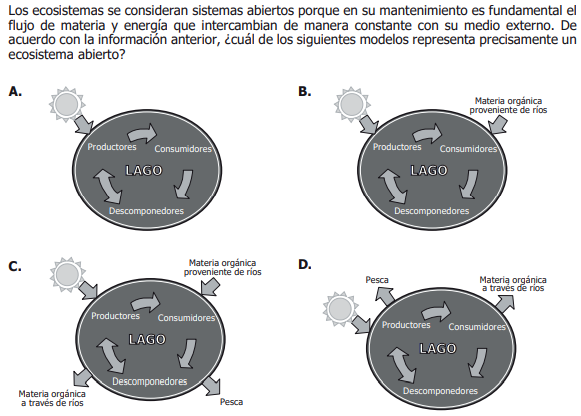 Los ecosistemas se consideran sistemas abiertos porque en su mantenimiento es fundamental el
flujo de materia y energía que intercambian de manera constante con su medio externo. De
acuerdo con la información anterior, ¿cuál de los siguientes modelos representa precisamente un
ecosistema abierto?
A.
Productores
Consumidores
LAGO
Descomponedores
B.
Materia orgánica
proveniente de ríos
Productores
Consumidores
LAGO
Descomponedores
C.
Materia orgánica
proveniente de ríos
Productores
Consumidores
LAGO
Descomponedores
Materia orgánica
a través de ríos
Pesca
D.
Pesca
Materia orgánica
a través de ríos
Productores
Consumidores
LAGO
Descomponedores